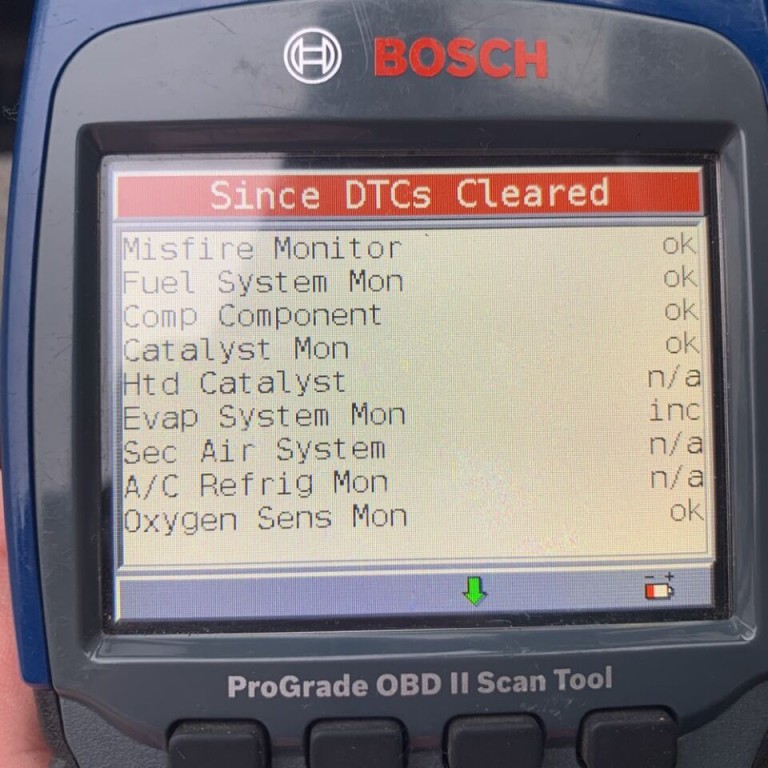 BOSCH
Since DTCs Cleared
Misfire Monitor ok
Fuel System Mon ok
Comp Component ok
Catalyst Mon ok
Htd Catalyst n/a
Evap System Mon inc
Sec Air System n/a
A/C Refrig Mon n/a
Oxygen Sens Mon ok
- +
ProGrade OBD II Scan Tool